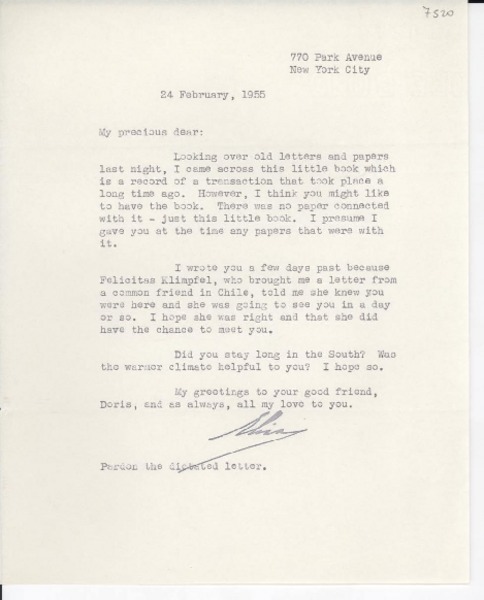 7520
770 Park Avenue
New York City
24 February, 1955
My precious dear:
Looking over old letters and papers
last night, I came across this little book which
is a record of a transaction that took place a
long time ago. However, I think you might like
to have the book. There was no paper connected
with it - just this little book. I presume I
gave you at the time any papers that were with
it.
I wrote you a few days past because
Felicitas Klimpfel, who brought me a letter from
a common friend in Chile, told me she knew you
were here and she was going to see you in a day
or so. I hope she was right and that she did
have the chance to meet you.
Did you stay long in the South? Was
the warmer climate helpful to you? I hope so.
My greetings to your good friend,
Doris, and as always, all my love to you.
Pardon the dictated letter.